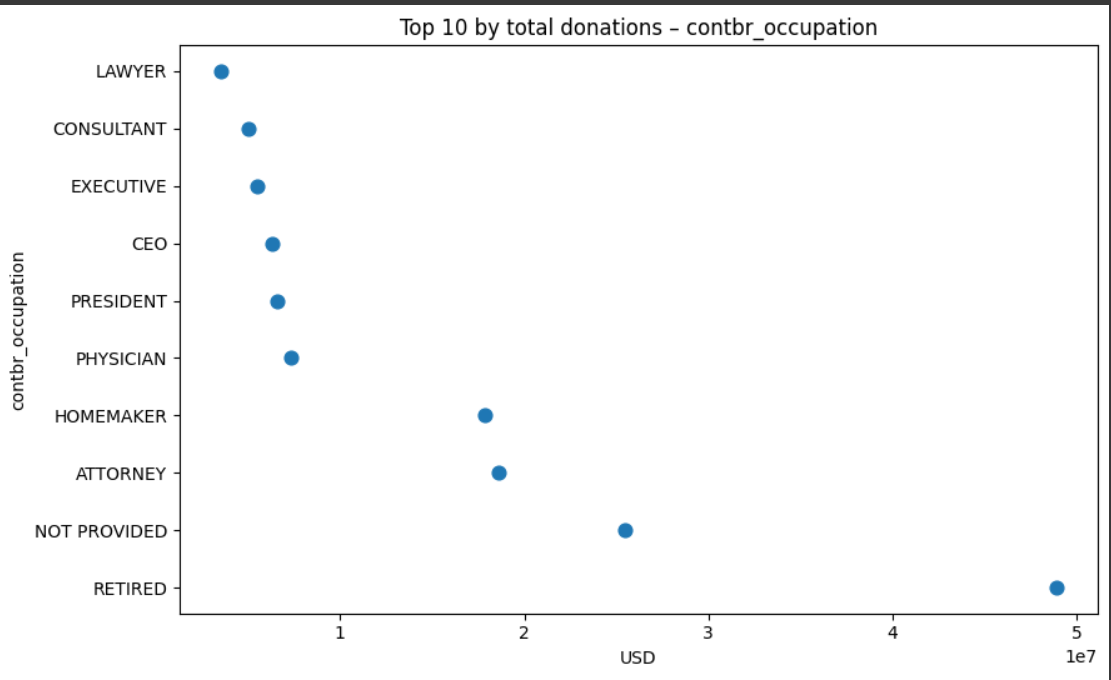 Top 10 by total donations – contbr_occupation
LAWYER
CONSULTANT
EXECUTIVE
CEO
PRESIDENT
PHYSICIAN
HOMEMAKER
ATTORNEY
NOT PROVIDED
RETIRED
contbr_occupation
1 2 3 4 5
1e7
USD